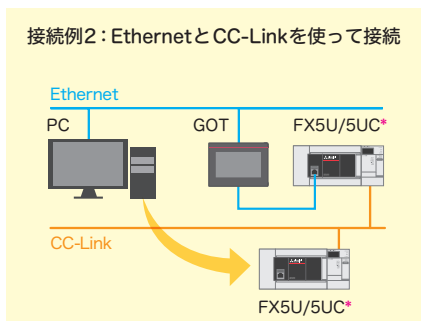 接続例2：EthernetとCC-Linkを使って接続
Ethernet
PC
GOT
FX5U/5UC*
CC-Link
FX5U/5UC*